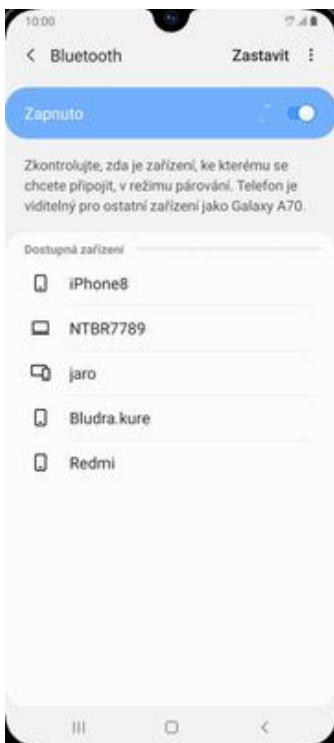 10:00
Bluetooth Zastavit
Zapnuto
Zkontrolujte, zda je zařízení, ke kterému se
chcete připojit, v režimu párování. Telefon je
viditelný pro ostatní zařízení jako Galaxy A70.
Dostupná zařízení
iPhone8
NTBR7789
jaro
Bludra.kure
Redmi